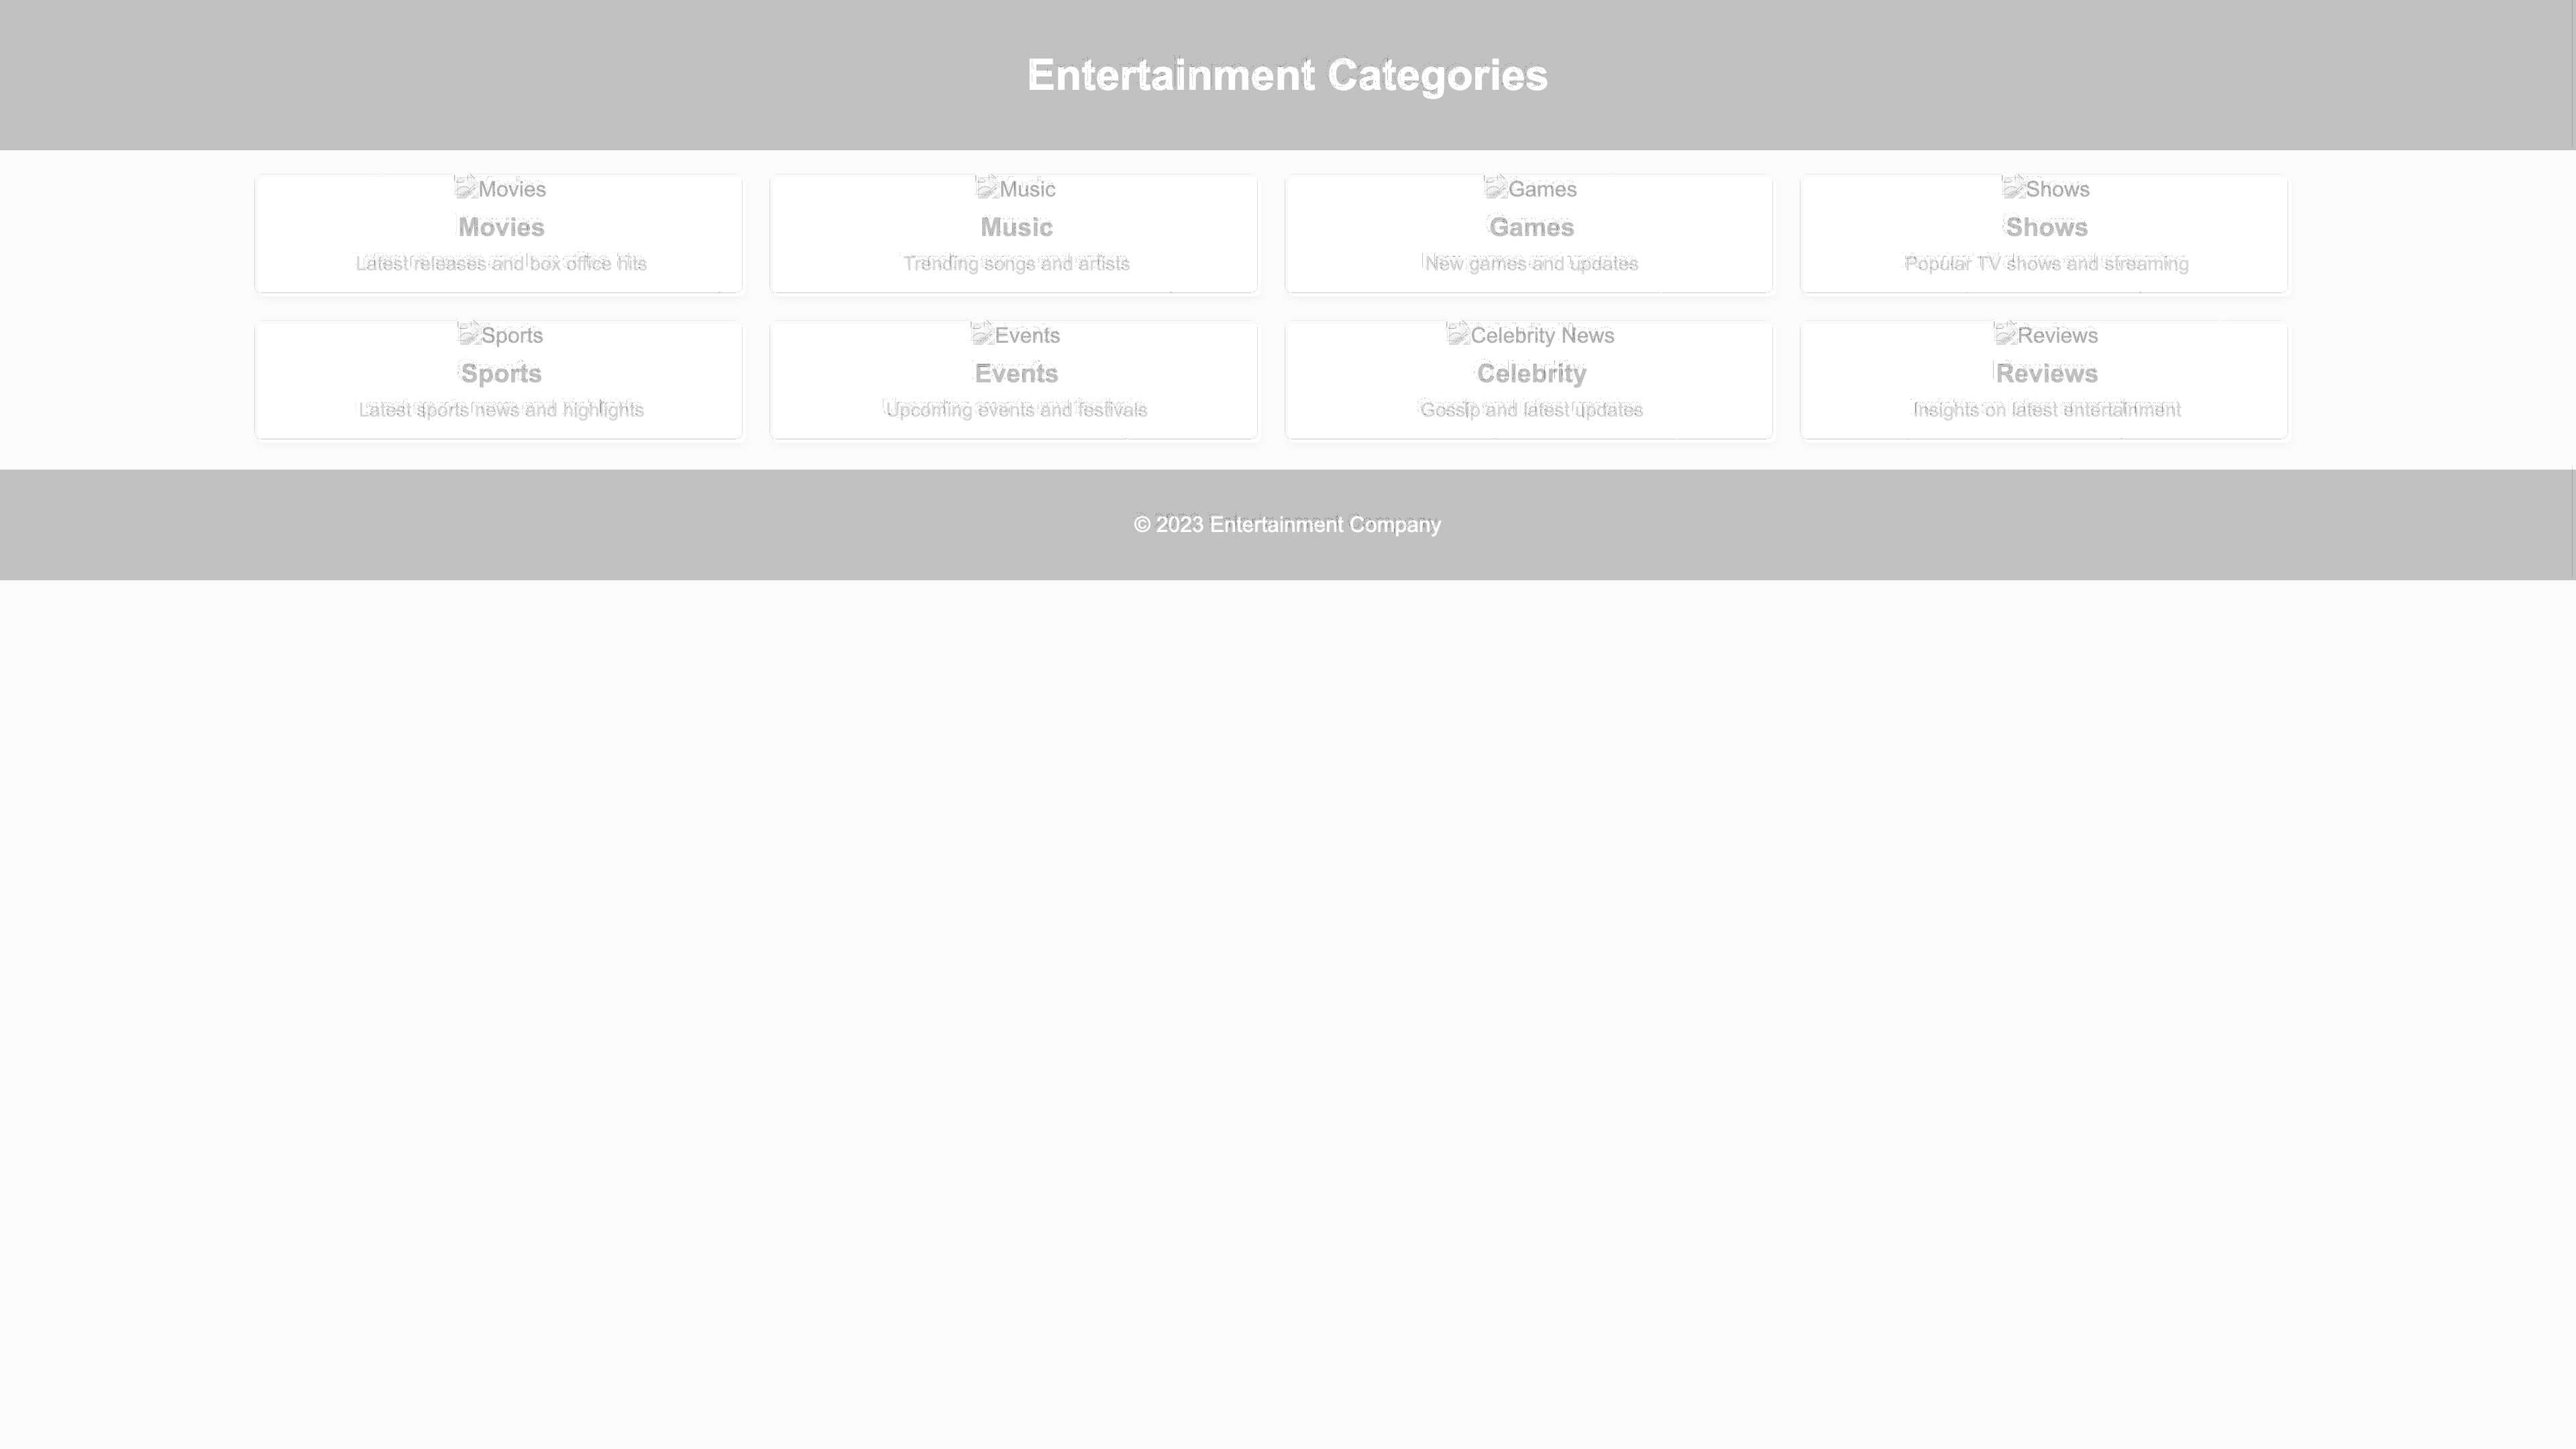 Entertainment Categories
Movies
Movies
Latest releases and box office hits
Music
Music
Trending songs and artists
Games
Games
New games and updates
Shows
Shows
Popular TV shows and streaming
Sports
Sports
Latest sports news and highlights
Events
Events
Upcoming events and festivals
Celebrity News
Celebrity
Gossip and latest updates
Reviews
Reviews
Insights on latest entertainment
© 2023 Entertainment Company